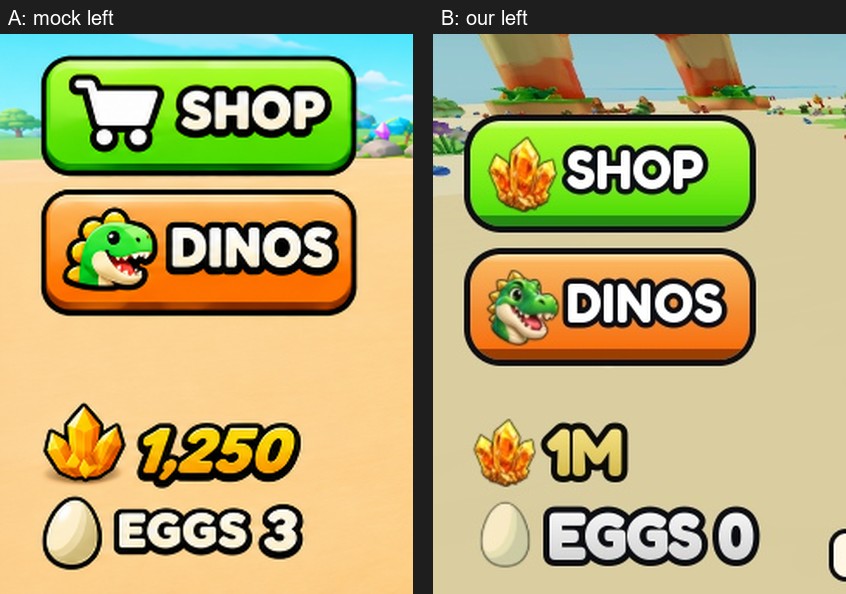 A: mock left
SHOP
DINOS
1,250
EGGS 3
B: our left
SHOP
DINOS
1M
EGGS 0